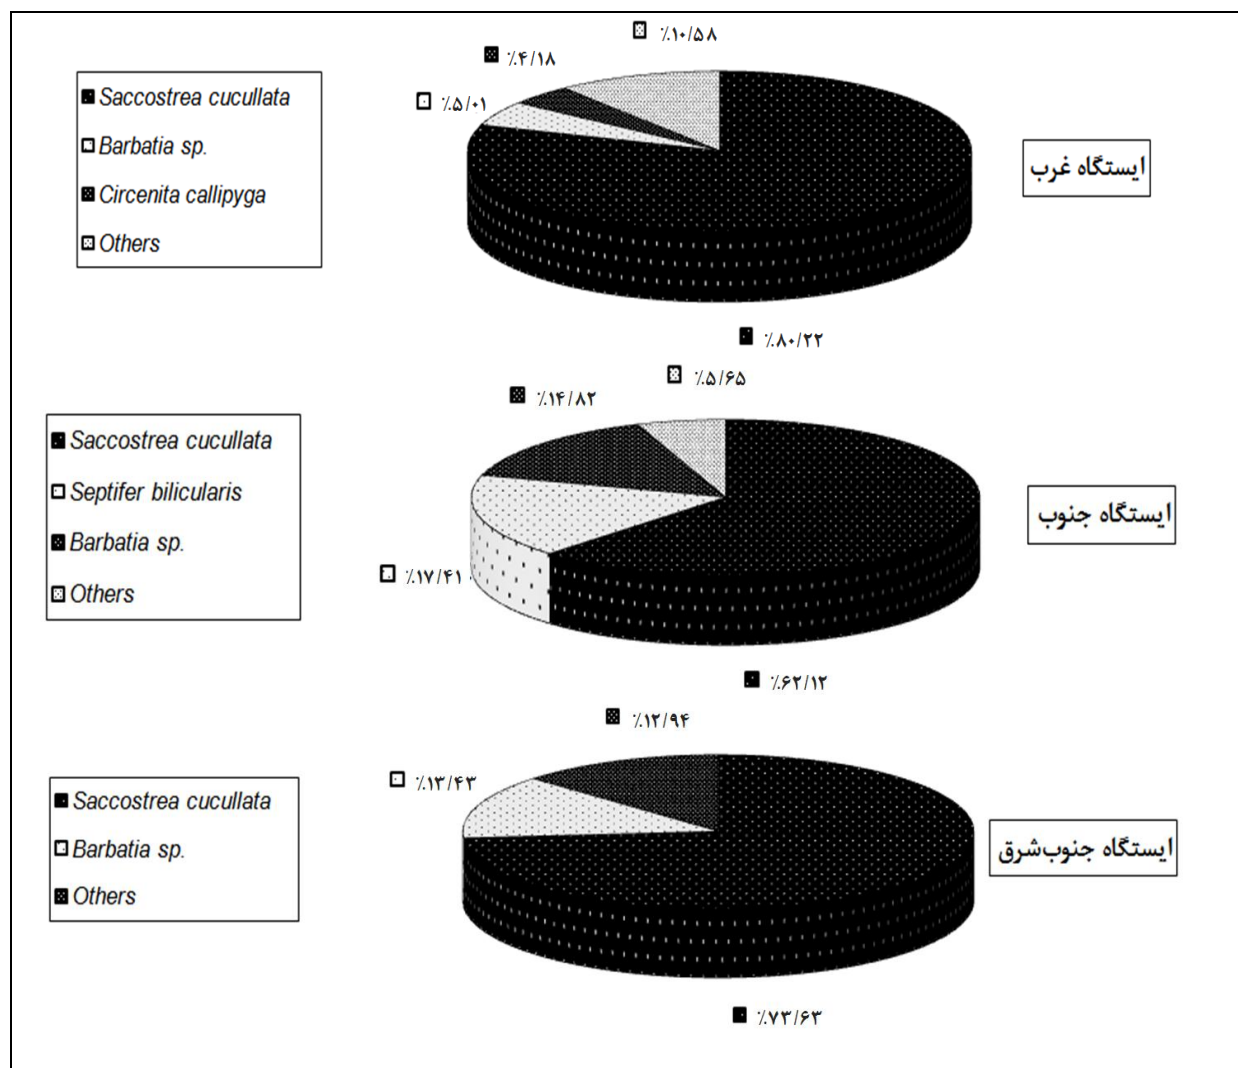 ٪۱۰/۵۸
٪۴/۱۸
٪۵/۰۱
Saccostrea cucullata
Barbatia sp.
Circenita callipyga
Others
ایستگاه غرب
٪۸۰/۲۲
٪۵/۶۵
٪۱۴/۸۲
Saccostrea cucullata
Septifer bilicularis
Barbatia sp.
Others
ایستگاه جنوب
٪۱۷/۴۱
٪۶۲/۱۲
٪۱۲/۹۴
٪۱۳/۴۳
Saccostrea cucullata
Barbatia sp.
Others
ایستگاه جنوب‌شرق
٪۷۳/۶۳